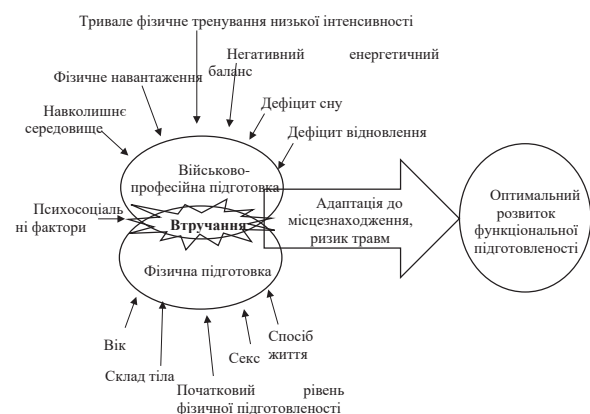 Тривале фізичне тренування низької інтенсивності
Негативний енергетичний
баланс
Фізичне навантаження
Дефіцит сну
Навколишнє
середовище
Дефіцит відновлення
Військово-
професійна підготовка
Психосоціаль
ні фактори
Втручання
Адаптація до
місцезнаходження,
ризик травм
Оптимальний
розвиток
функціональної
підготовленості
Фізична підготовка
Вік
Склад тіла
Початковий рівень
фізичної підготовленості
Секс
Спосіб
життя